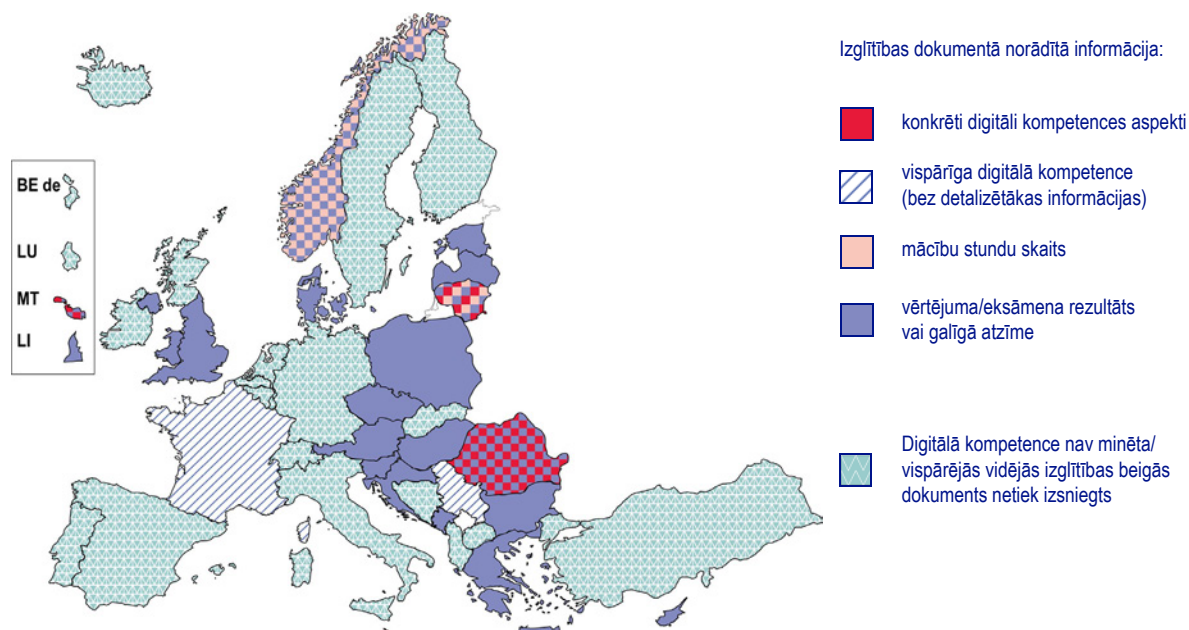 BE de
LU
MT
LI
Izglītības dokumentā norādītā informācija:
konkrēti digitāli kompetences aspekti
vispārīga digitālā kompetence
(bez detalizētākas informācijas)
mācību stundu skaits
vērtējuma/eksāmena rezultāts
vai galīgā atzīme
Digitālā kompetence nav minēta/
vispārējās vidējās izglītības beigās
dokuments netiek izsniegts